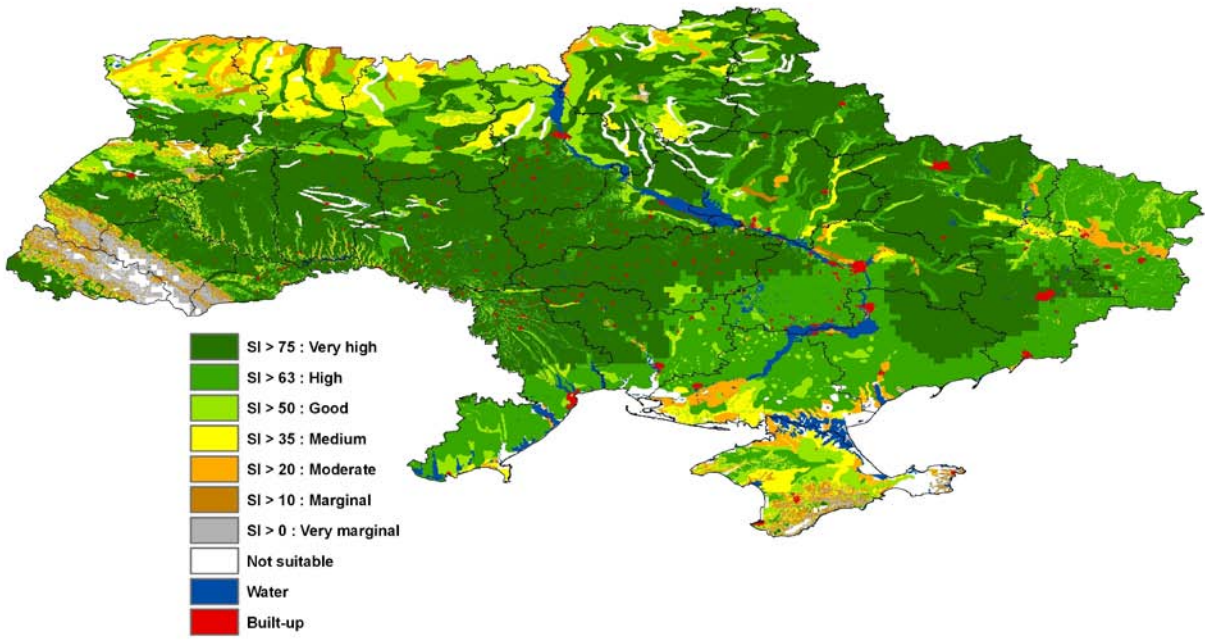 SI > 75 : Very high
SI > 63 : High
SI > 50 : Good
SI > 35 : Medium
SI > 20 : Moderate
SI > 10 : Marginal
SI > 0 : Very marginal
Not suitable
Water
Built-up